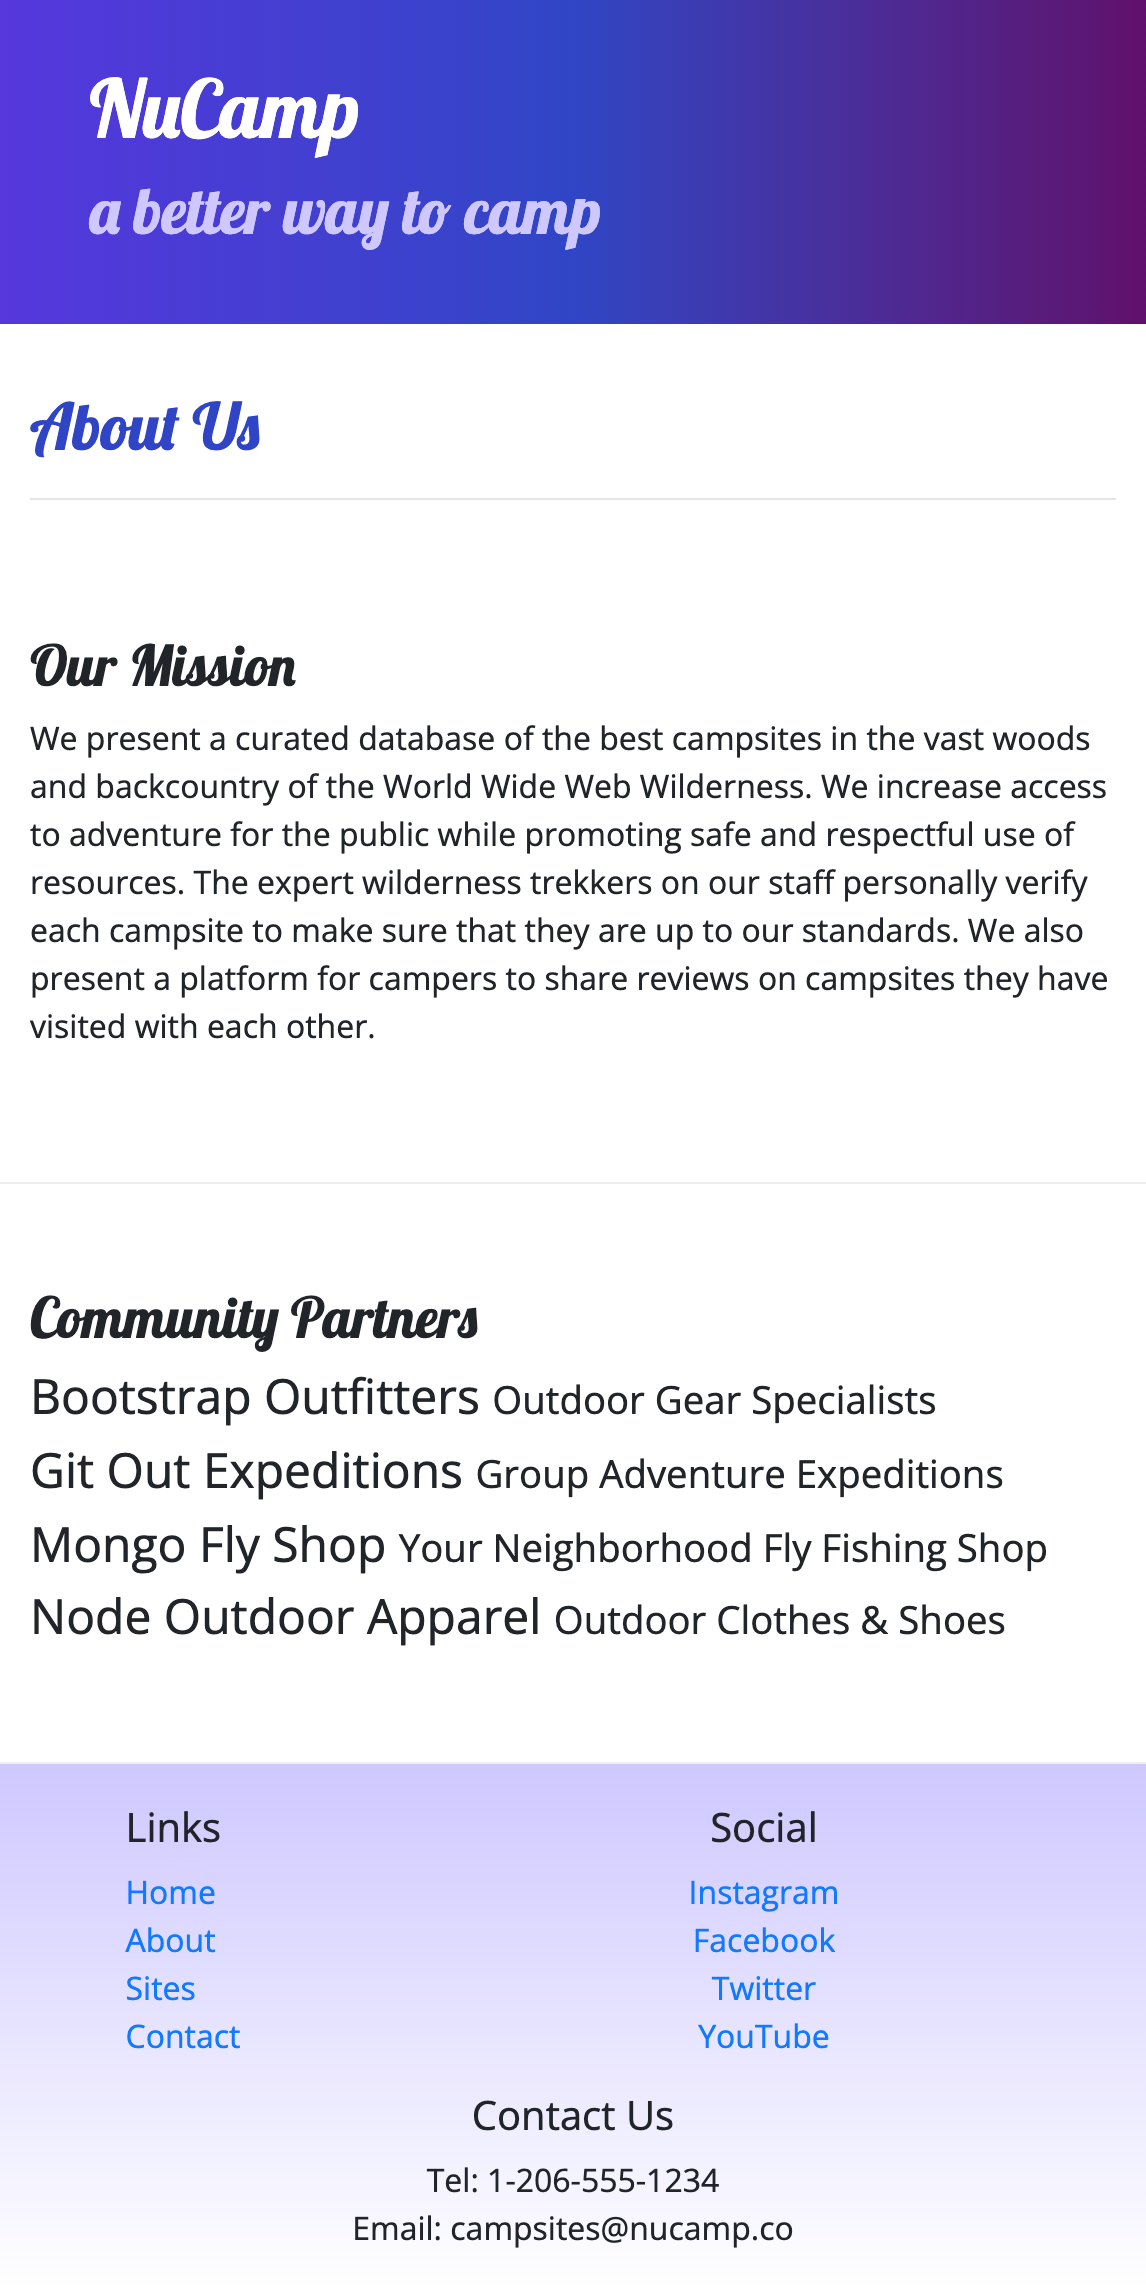 NuCamp
a better way to camp
About Us
Our Mission
We present a curated database of the best campsites in the vast woods
and backcountry of the World Wide Web Wilderness. We increase access
to adventure for the public while promoting safe and respectful use of
resources. The expert wilderness trekkers on our staff personally verify
each campsite to make sure that they are up to our standards. We also
present a platform for campers to share reviews on campsites they have
visited with each other.
Community Partners
Bootstrap Outfitters Outdoor Gear Specialists
Git Out Expeditions Group Adventure Expeditions
Mongo Fly Shop Your Neighborhood Fly Fishing Shop
Node Outdoor Apparel Outdoor Clothes & Shoes
Links
Home
About
Sites
Contact
Social
Instagram
Facebook
Twitter
YouTube
Contact Us
Tel: 1-206-555-1234
Email: campsites@nucamp.co